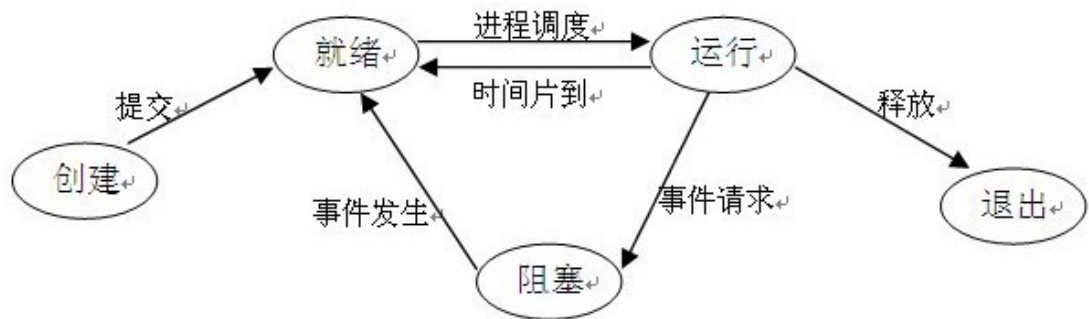 进程调度
就绪
运行
时间片到
提交
释放
创建
事件发生
事件请求
退出
阻塞